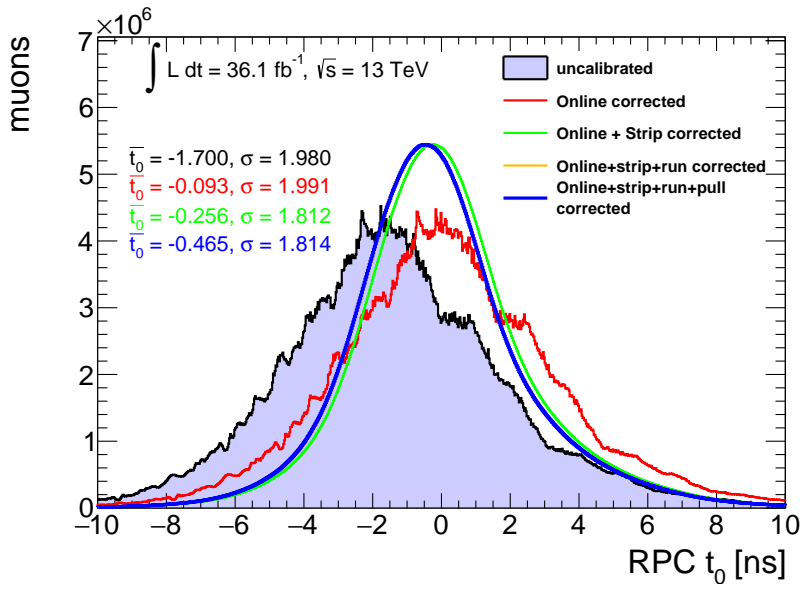 ×10⁶
muons
∫ L dt = 36.1 fb⁻¹, √s = 13 TeV
uncalibrated
Online corrected
Online + Strip corrected
Online+strip+run corrected
Online+strip+run+pull
corrected
t̅₀ = -1.700, σ = 1.980
t̅₀ = -0.093, σ = 1.991
t̅₀ = -0.256, σ = 1.812
t̅₀ = -0.465, σ = 1.814
7
6
5
4
3
2
1
0
−10 −8 −6 −4 −2 0 2 4 6 8 10
RPC t₀ [ns]